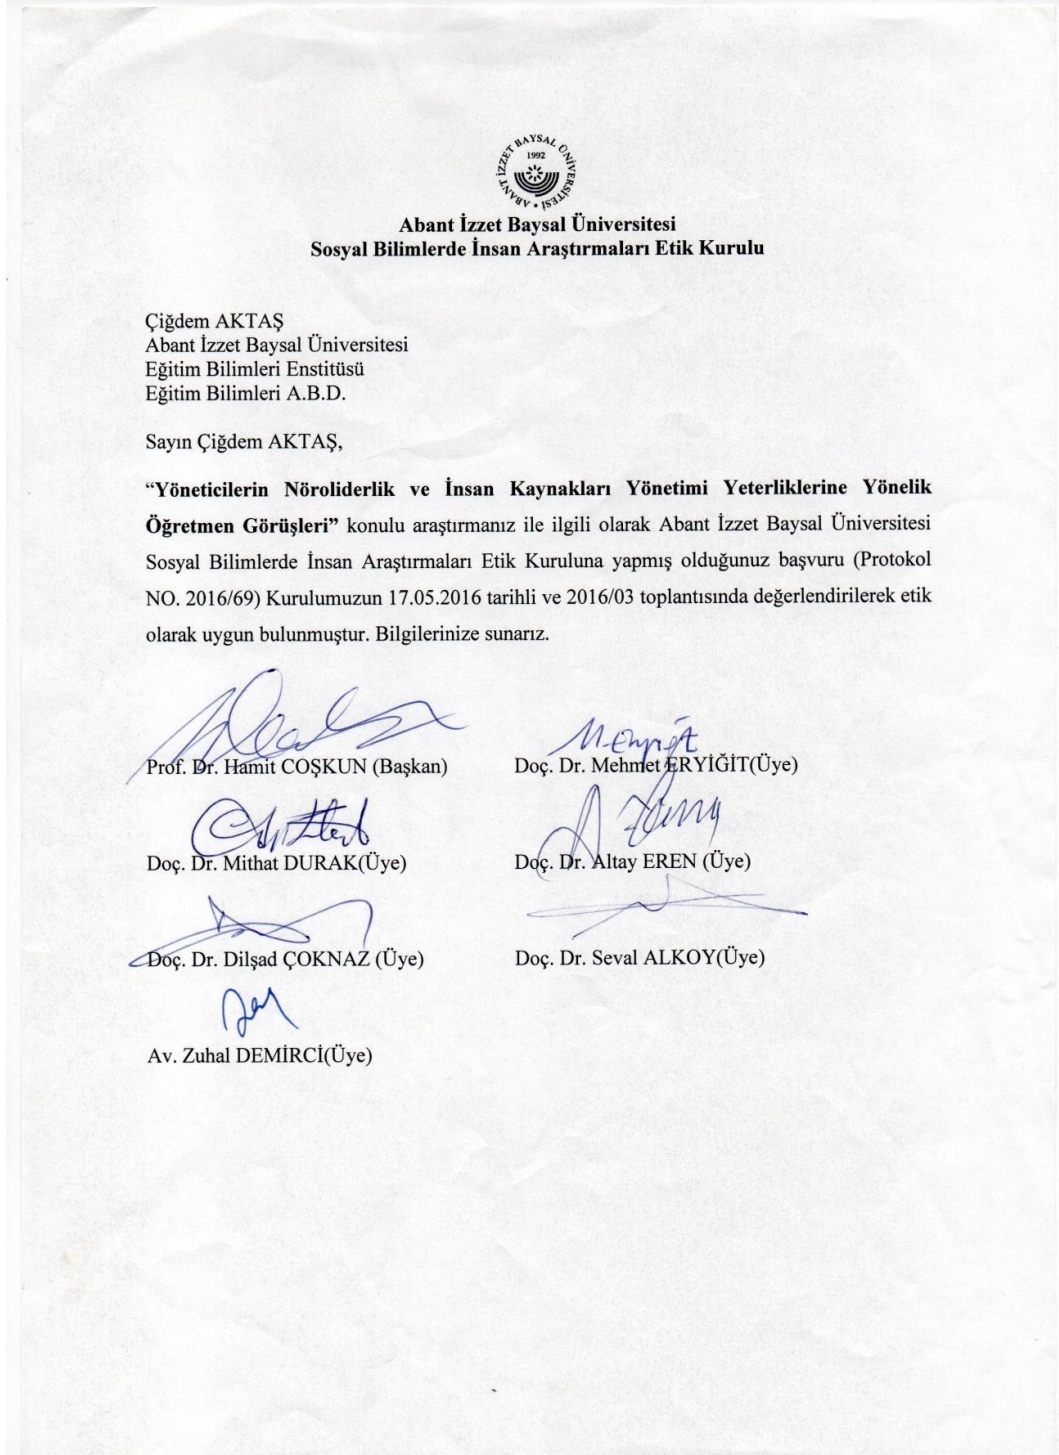 ABANT İZZET BAYSAL ÜNİVERSİTESİ
1992
Abant İzzet Baysal Üniversitesi
Sosyal Bilimlerde İnsan Araştırmaları Etik Kurulu
Çiğdem AKTAŞ
Abant İzzet Baysal Üniversitesi
Eğitim Bilimleri Enstitüsü
Eğitim Bilimleri A.B.D.
Sayın Çiğdem AKTAŞ,
“Yöneticilerin Nöroliderlik ve İnsan Kaynakları Yönetimi Yeterliklerine Yönelik
Öğretmen Görüşleri” konulu araştırmanız ile ilgili olarak Abant İzzet Baysal Üniversitesi
Sosyal Bilimlerde İnsan Araştırmaları Etik Kuruluna yapmış olduğunuz başvuru (Protokol
NO. 2016/69) Kurulumuzun 17.05.2016 tarihli ve 2016/03 toplantısında değerlendirilerek etik
olarak uygun bulunmuştur. Bilgilerinize sunarız.
Prof. Dr. Hamit COŞKUN (Başkan) Doç. Dr. Mehmet ERYİĞİT(Üye)
Doç. Dr. Mithat DURAK(Üye) Doç. Dr. Altay EREN (Üye)
Doç. Dr. Dilşad ÇOKNAZ (Üye) Doç. Dr. Seval ALKOY(Üye)
Av. Zuhal DEMİRCİ(Üye)